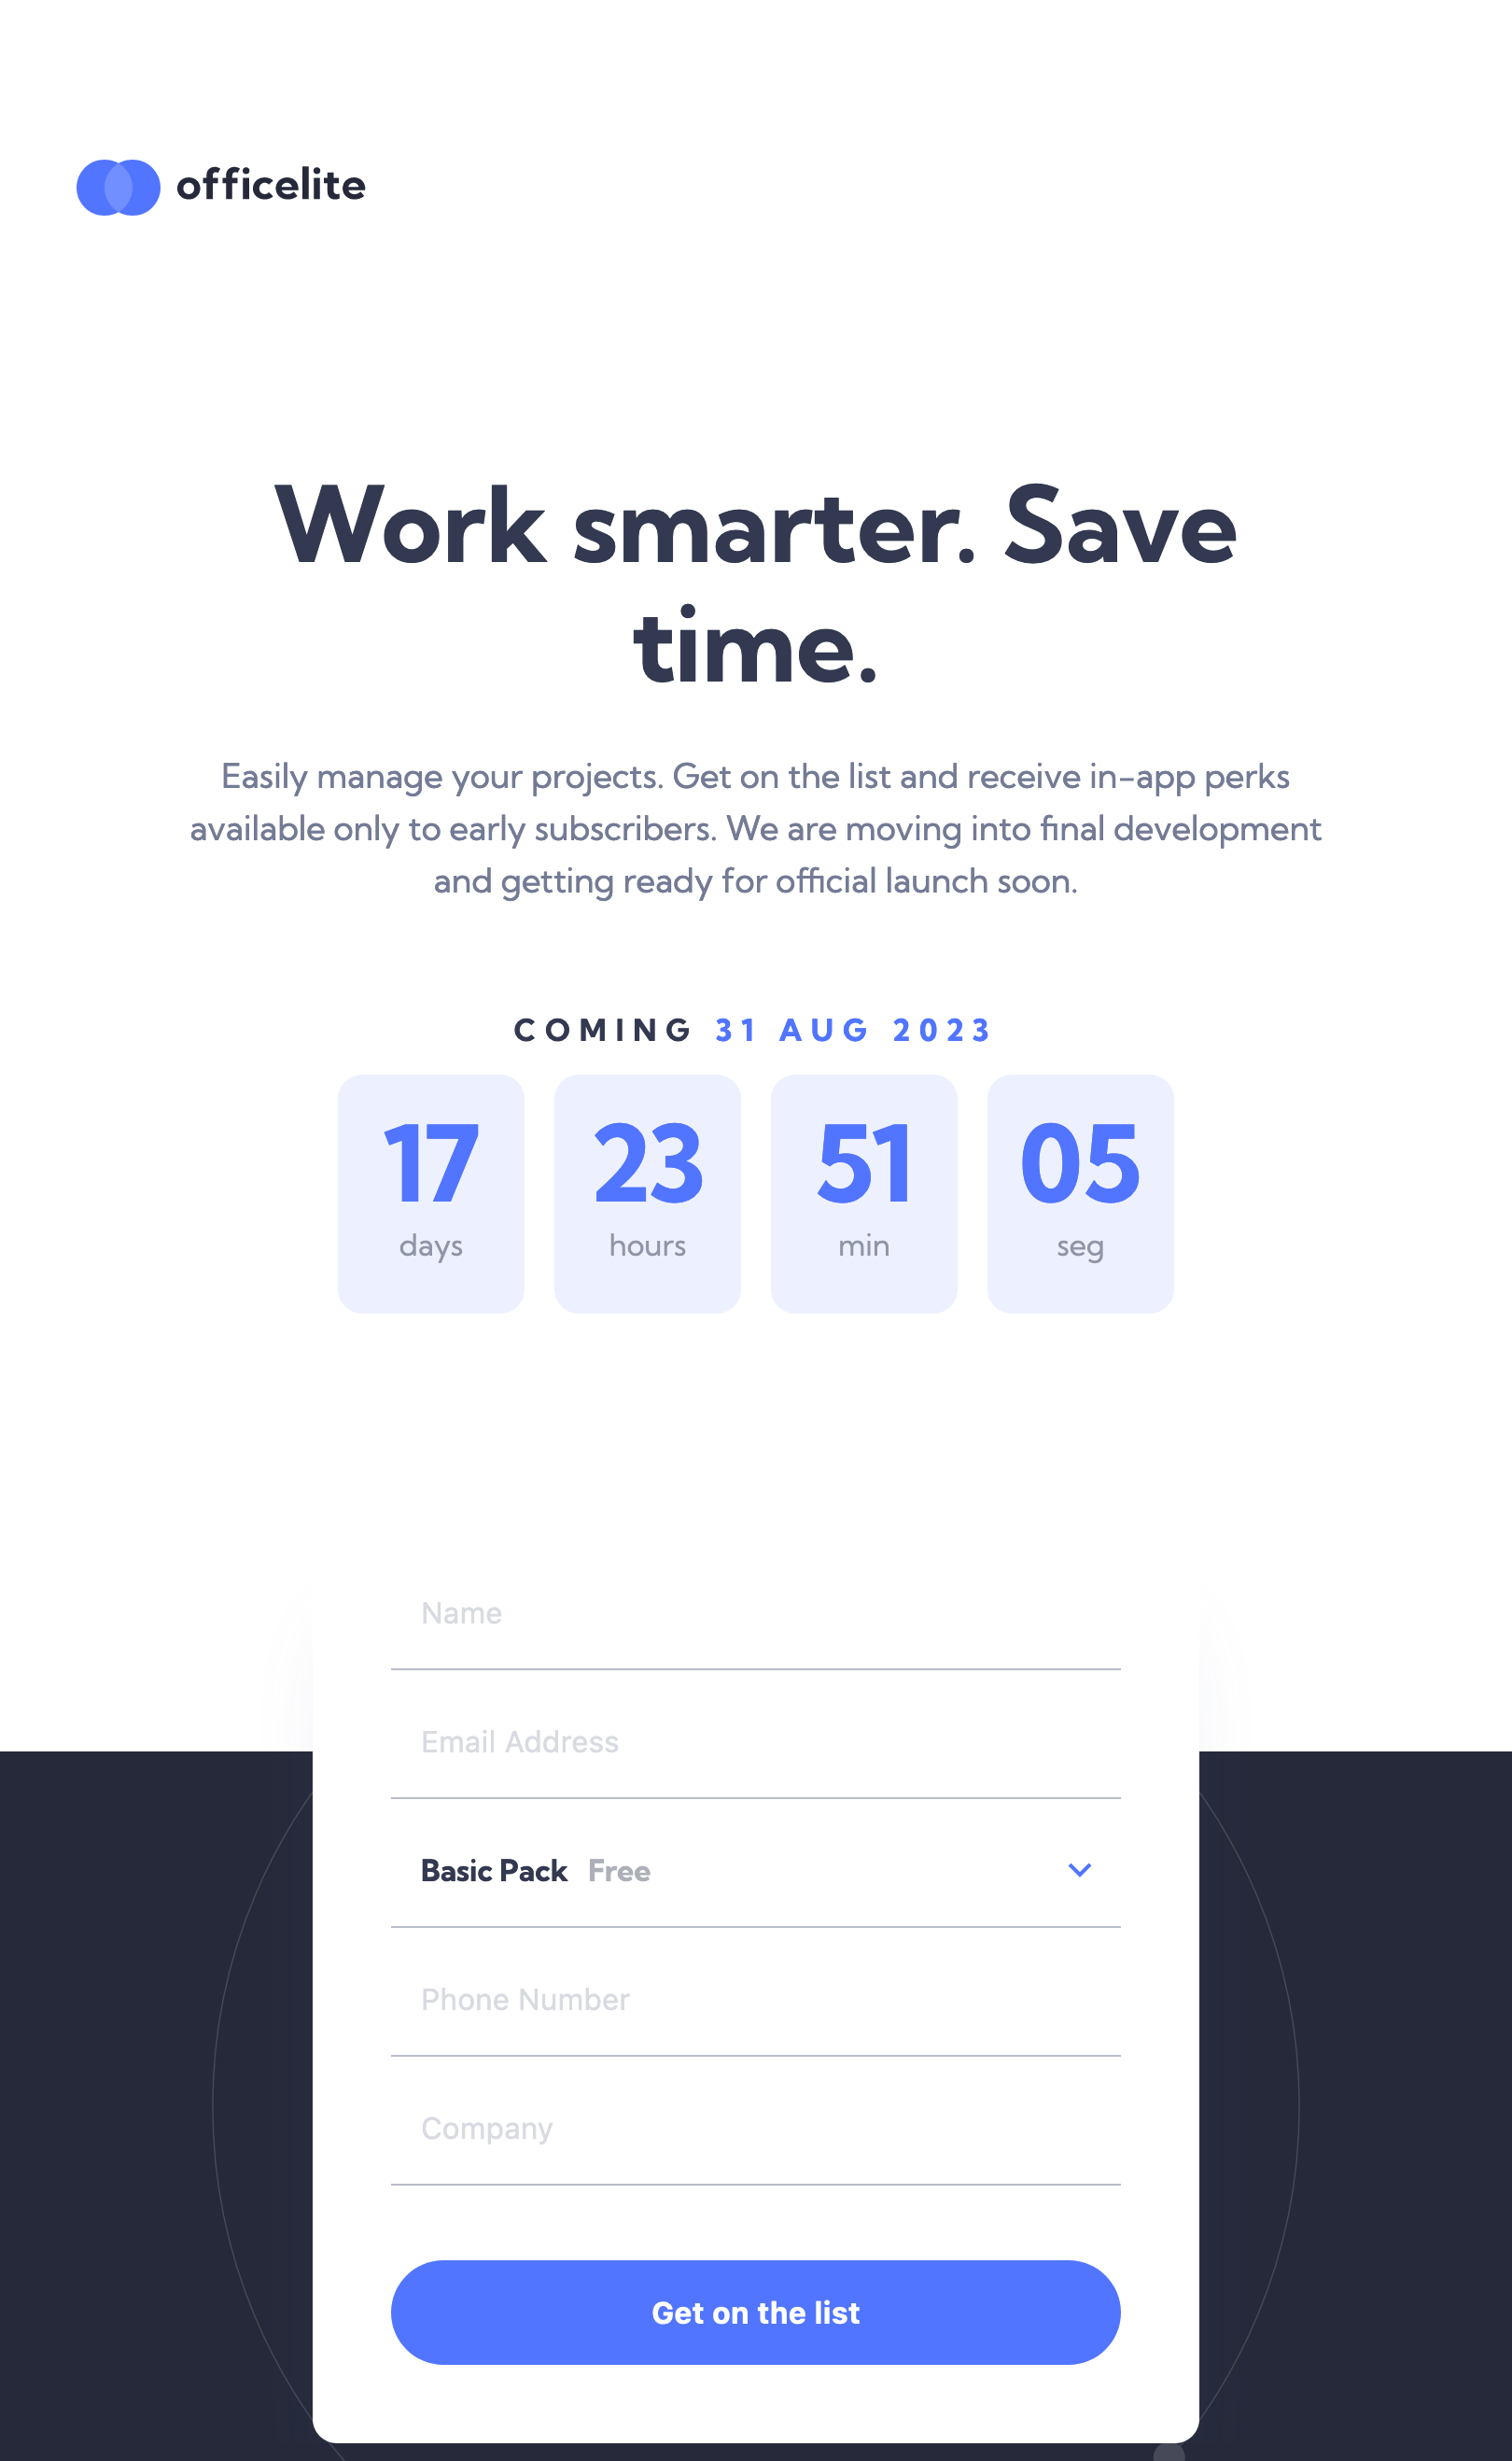 officelite
Work smarter. Save
time.
Easily manage your projects. Get on the list and receive in-app perks
available only to early subscribers. We are moving into final development
and getting ready for official launch soon.
COMING 31 AUG 2023
17 23 51 05
days hours min seg
Name
Email Address
Basic Pack Free
Phone Number
Company
Get on the list